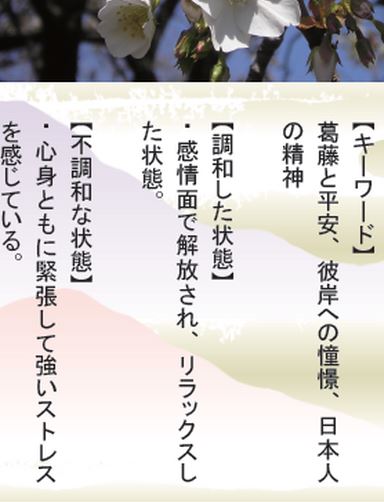 【キーワード】
葛藤と平安、彼岸への憧憬、日本人
の精神
【調和した状態】
・感情面で解放され、リラックスし
た状態。
【不調和な状態】
・心身ともに緊張して強いストレス
を感じている。